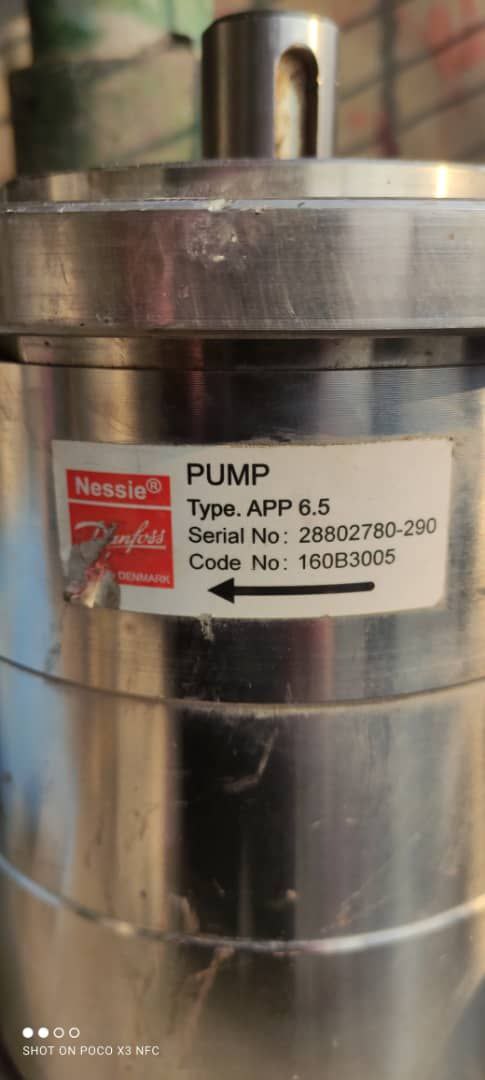 Nessie®
Danfoss
DENMARK
PUMP
Type. APP 6.5
Serial No: 28802780-290
Code No: 160B3005
SHOT ON POCO X3 NFC